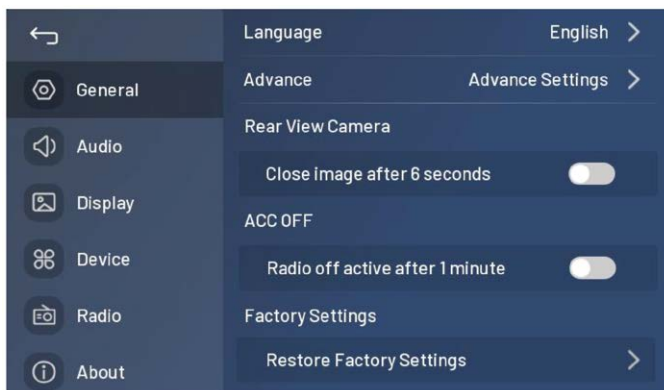 Language English
General
Advance Advance Settings
Rear View Camera
Audio
Close image after 6 seconds
Display
ACC OFF
Device
Radio off active after 1 minute
Radio
Factory Settings
About
Restore Factory Settings